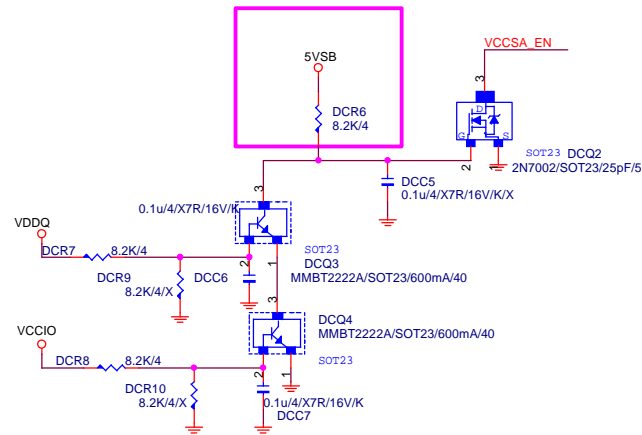 VCCSA_EN
5VSB
3
DCR6
8.2K/4
D
G
S
SOT23 DCQ2
2
1
2N7002/SOT23/25pF/5
3
DCC5
0.1u/4/X7R/16V/K/X
0.1u/4/X7R/16V/K
VDDQ
SOT23
DCR7
8.2K/4
2
1
DCQ3
MMBT2222A/SOT23/600mA/40
DCR9
8.2K/4/X
DCC6
3
DCQ4
MMBT2222A/SOT23/600mA/40
VCCIO
SOT23
DCR8
8.2K/4
2
1
DCR10
8.2K/4/X
0.1u/4/X7R/16V/K
DCC7